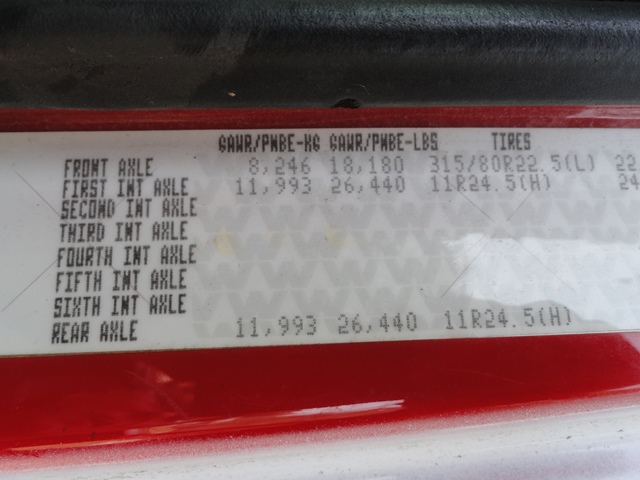 GAWR/PNBE-KG GAWR/PNBE-LBS TIRES
FRONT AXLE 8,246 18,180 315/80R22.5(L) 22
FIRST INT AXLE 11,993 26,440 11R24.5(H) 24
SECOND INT AXLE
THIRD INT AXLE
FOURTH INT AXLE
FIFTH INT AXLE
SIXTH INT AXLE
REAR AXLE 11,993 26,440 11R24.5(H)